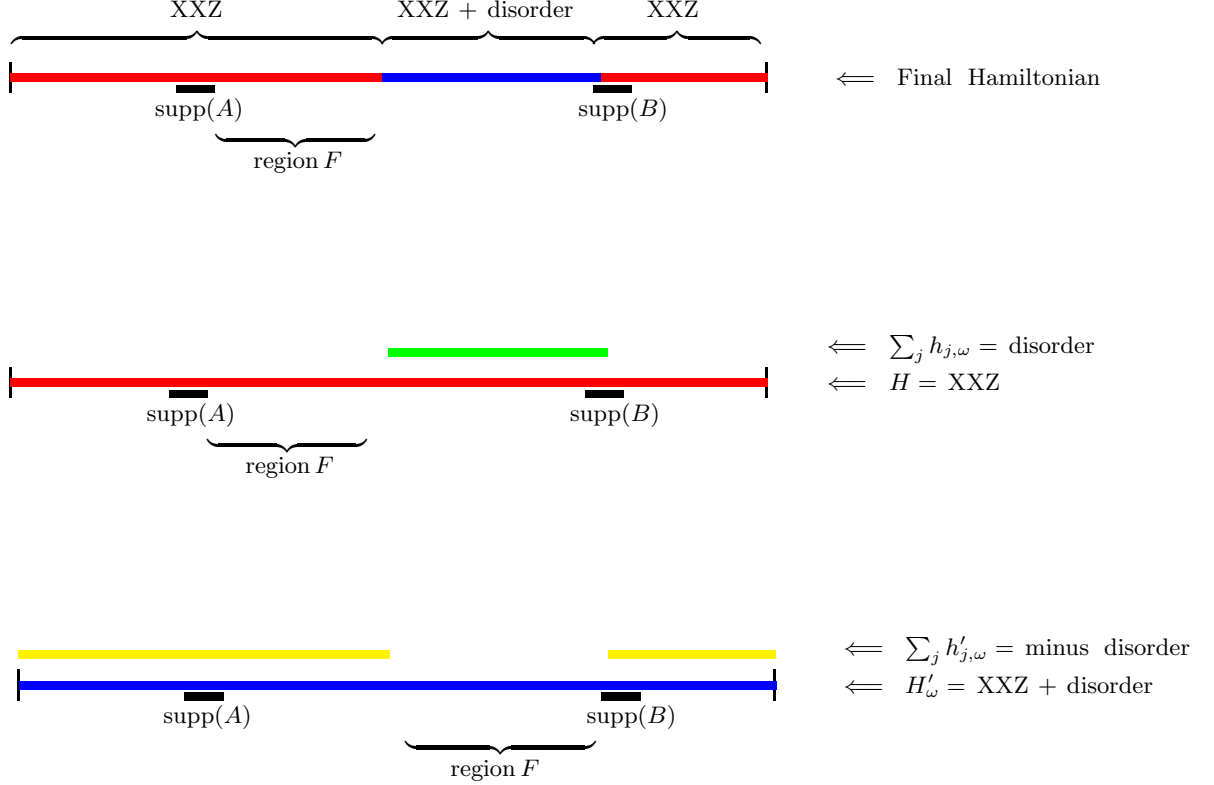 XXZ XXZ + disorder XXZ
⟸ Final Hamiltonian
supp(A) supp(B)
region F
⟸ ∑_j h_{j,ω} = disorder
⟸ H = XXZ
supp(A) supp(B)
region F
⟸ ∑_j h'_{j,ω} = minus disorder
⟸ H'_ω = XXZ + disorder
supp(A) supp(B)
region F